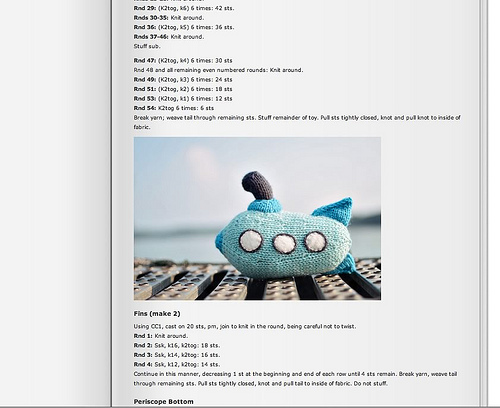 Rnd 29: (K2tog, k6) 6 times: 42 sts.
Rnds 30-35: Knit around.
Rnd 36: (K2tog, k5) 6 times: 36 sts.
Rnds 37-46: Knit around.
Stuff sub.
Rnd 47: (K2tog, k4) 6 times: 30 sts
Rnd 48 and all remaining even numbered rounds: Knit around.
Rnd 49: (K2tog, k3) 6 times: 24 sts
Rnd 51: (K2tog, k2) 6 times: 18 sts
Rnd 53: (K2tog, k1) 6 times: 12 sts
Rnd 54: K2tog 6 times: 6 sts
Break yarn; weave tail through remaining sts. Stuff remainder of toy. Pull sts tightly closed, knot and pull knot to inside of
fabric.
Fins (make 2)
Using CC1, cast on 20 sts, pm, join to knit in the round, being careful not to twist.
Rnd 1: Knit around.
Rnd 2: Ssk, k16, k2tog: 18 sts.
Rnd 3: Ssk, k14, k2tog: 16 sts.
Rnd 4: Ssk, k12, k2tog: 14 sts.
Continue in this manner, decreasing 1 st at the beginning and end of each row until 4 sts remain. Break yarn, weave tail
through remaining sts. Pull sts tightly closed, knot and pull tail to inside of fabric. Do not stuff.
Periscope Bottom